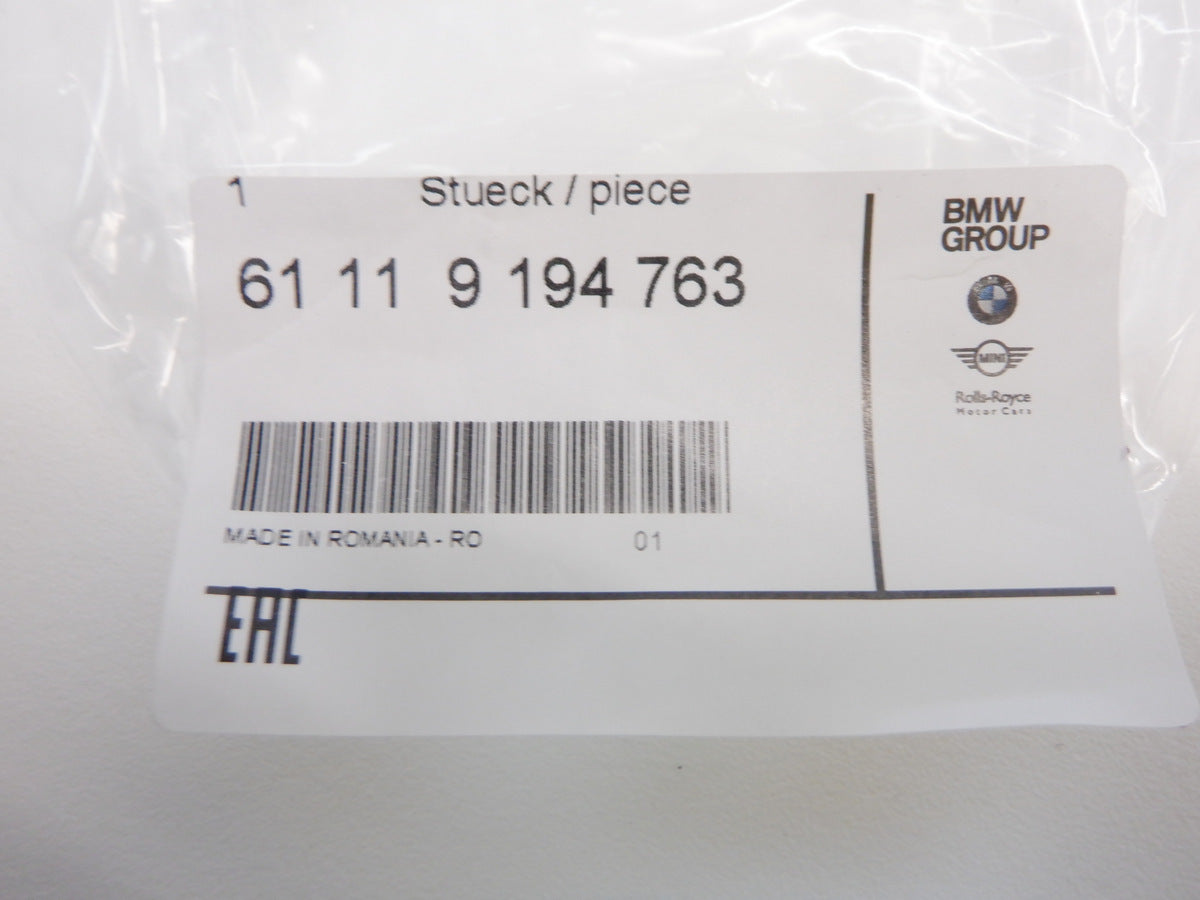 1 Stueck / piece
61 11 9 194 763
MADE IN ROMANIA - RO 01
EAC
BMW
GROUP
MINI
Rolls-Royce
Motor Cars